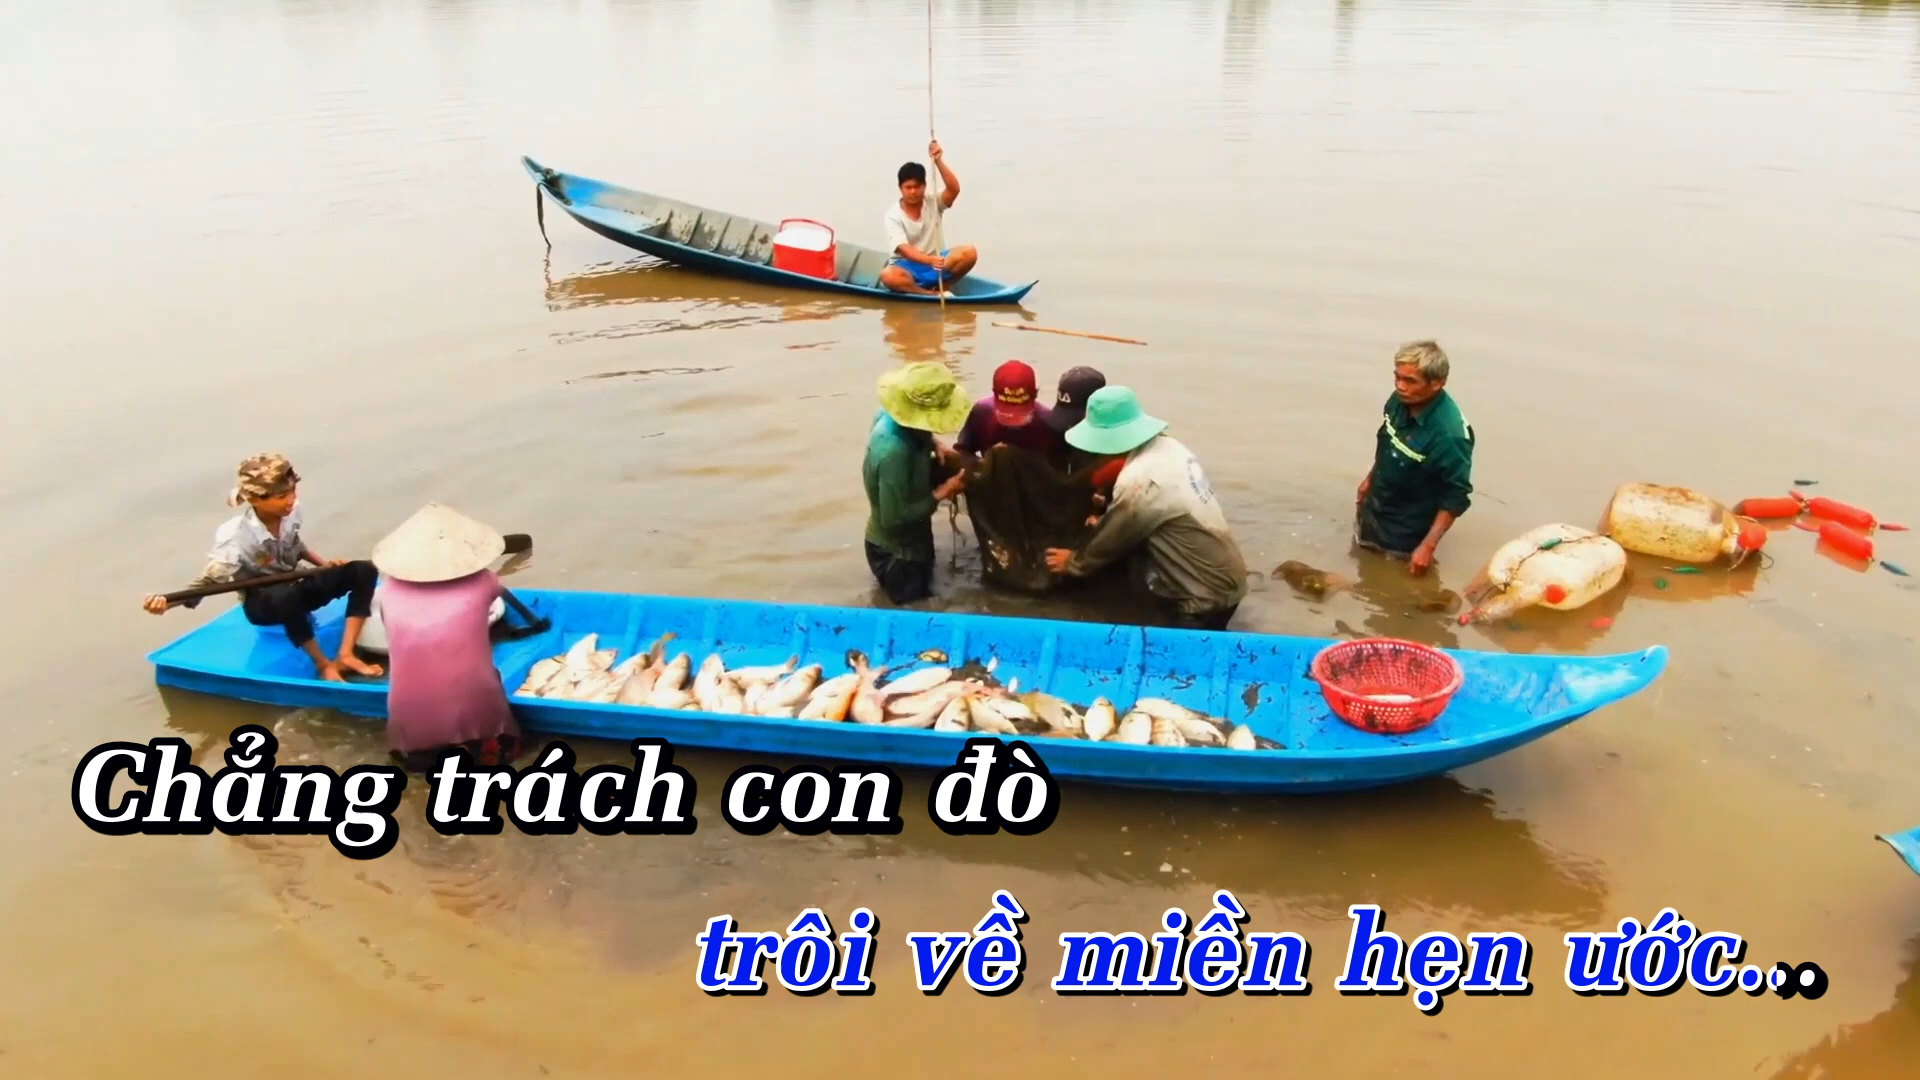 Chẳng trách con đò
trôi về miền hẹn ước...